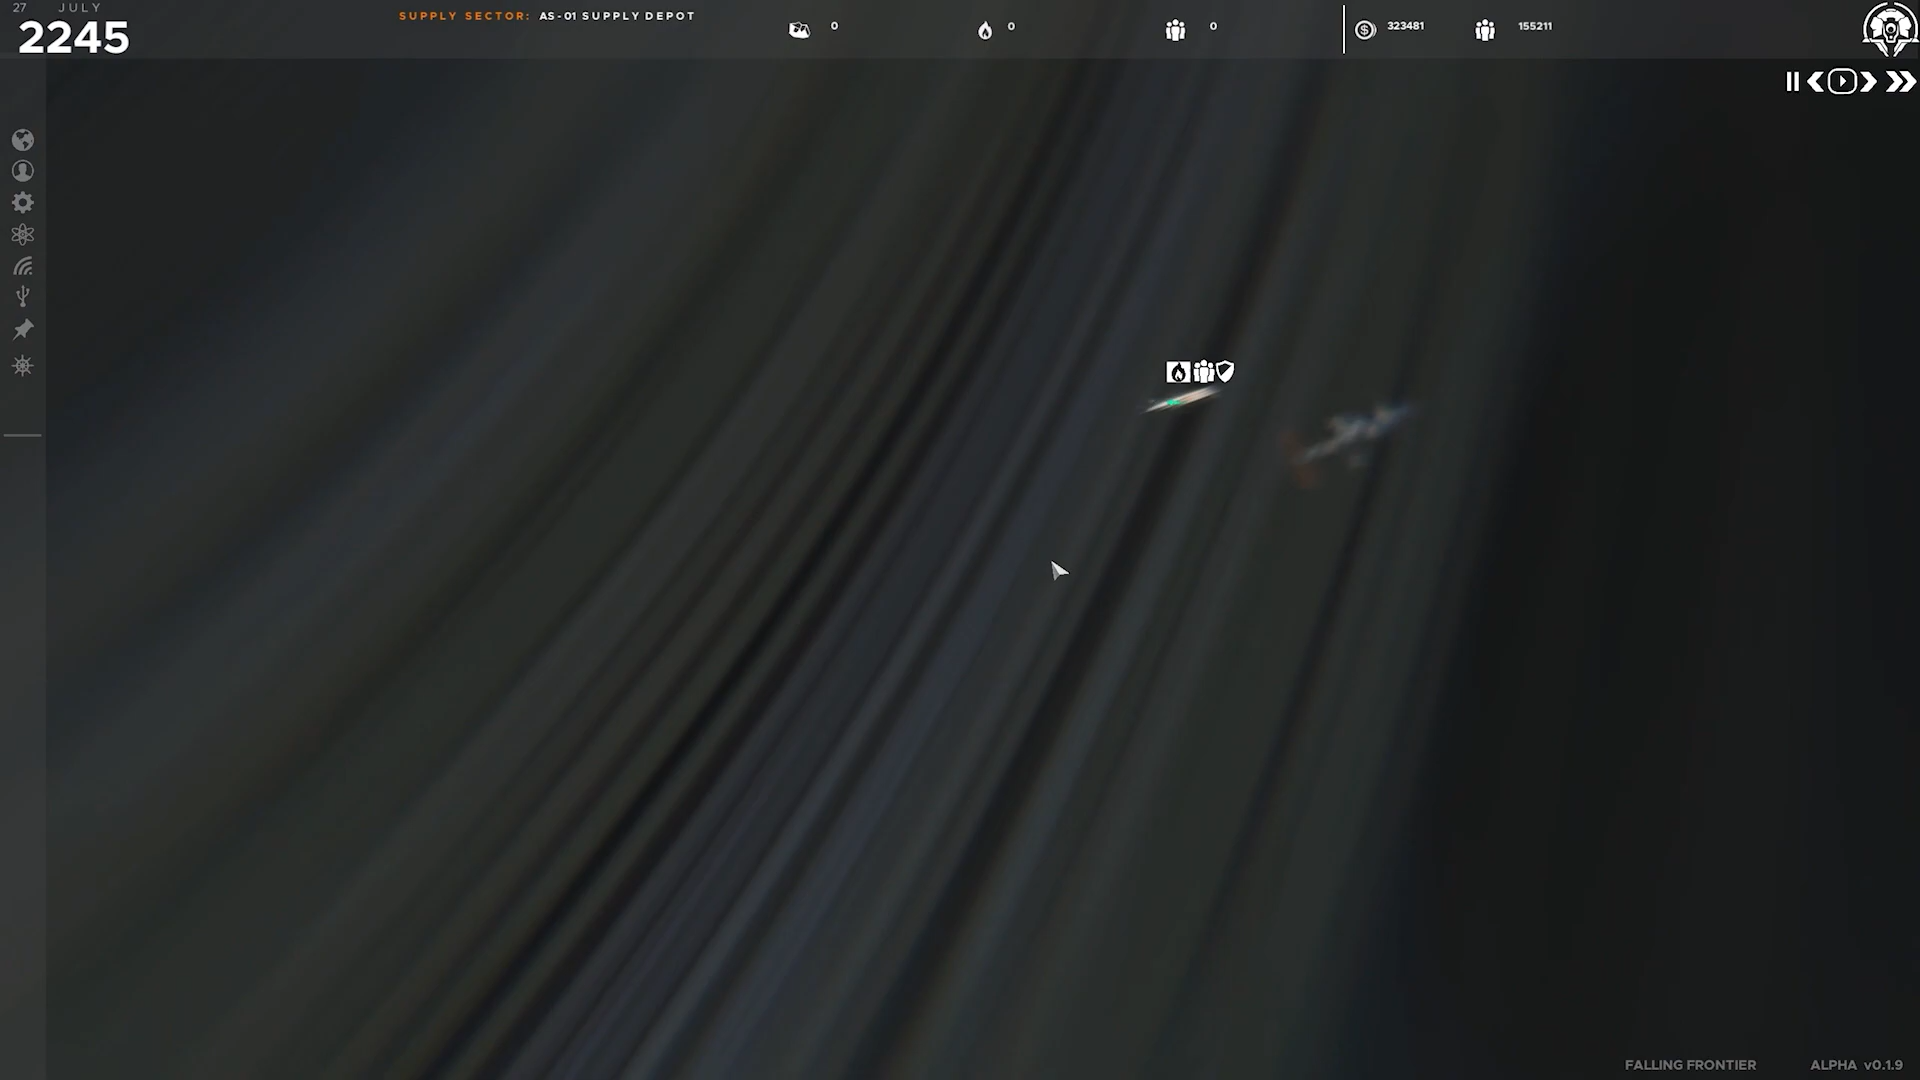 27 JULY
2245
SUPPLY SECTOR: AS-01 SUPPLY DEPOT
0
0
0
323481
155211
FALLING FRONTIER
ALPHA v0.1.9